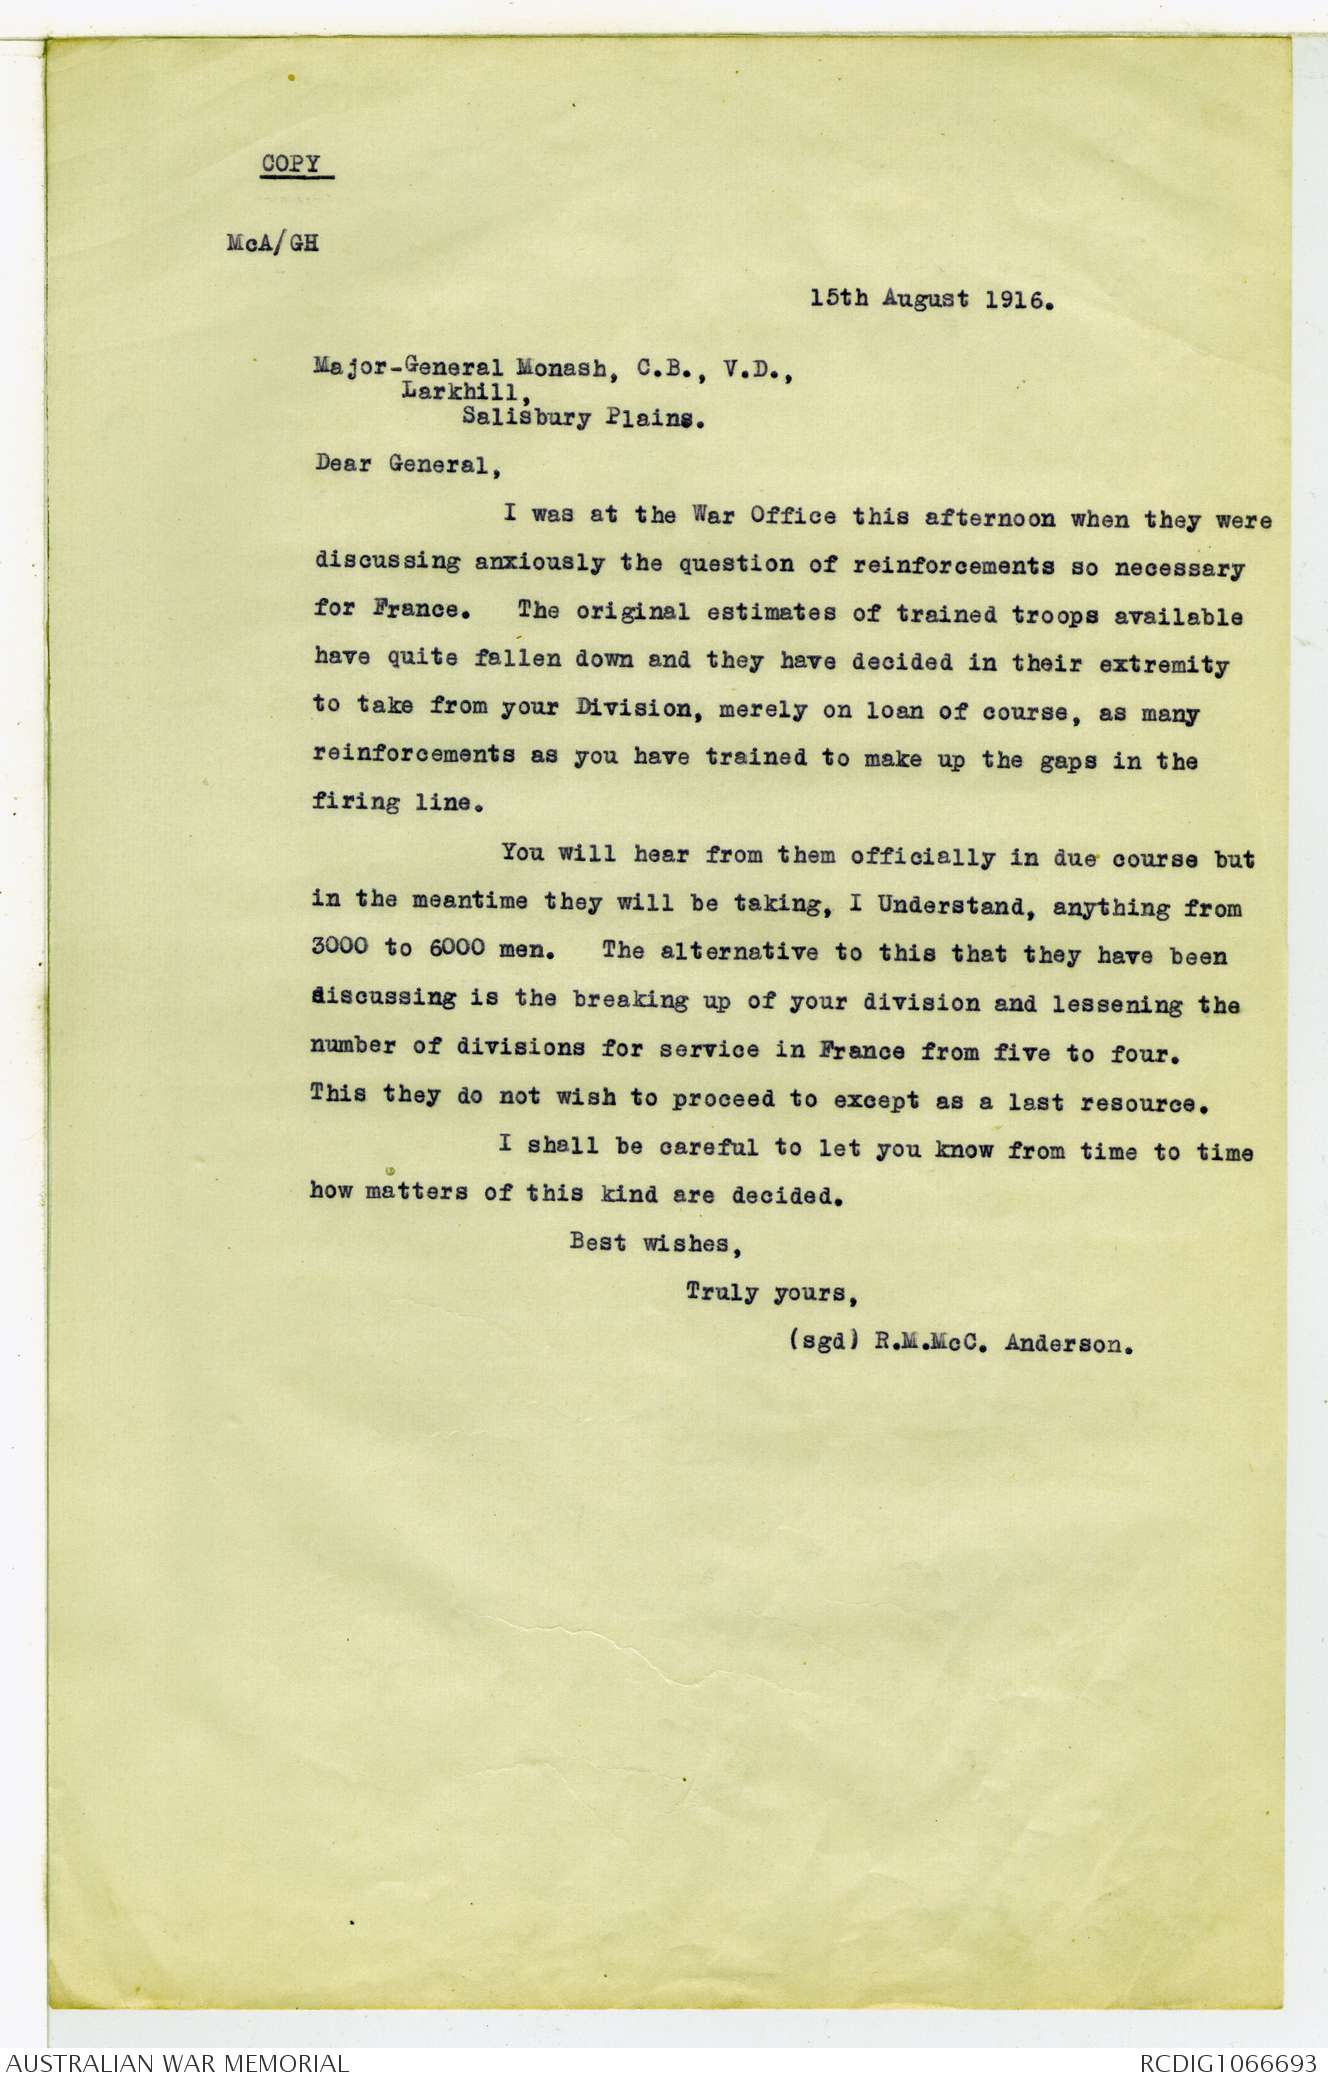 COPY
McA/GH
15th August 1916.
Major-General Monash, C.B., V.D.,
Larkhill,
Salisbury Plains.
Dear General,
I was at the War Office this afternoon when they were
discussing anxiously the question of reinforcements so necessary
for France. The original estimates of trained troops available
have quite fallen down and they have decided in their extremity
to take from your Division, merely on loan of course, as many
reinforcements as you have trained to make up the gaps in the
firing line.
You will hear from them officially in due course but
in the meantime they will be taking, I Understand, anything from
3000 to 6000 men. The alternative to this that they have been
discussing is the breaking up of your division and lessening the
number of divisions for service in France from five to four.
This they do not wish to proceed to except as a last resource.
I shall be careful to let you know from time to time
how matters of this kind are decided.
Best wishes,
Truly yours,
(sgd) R.M.McC. Anderson.
AUSTRALIAN WAR MEMORIAL
RCDIG1066693